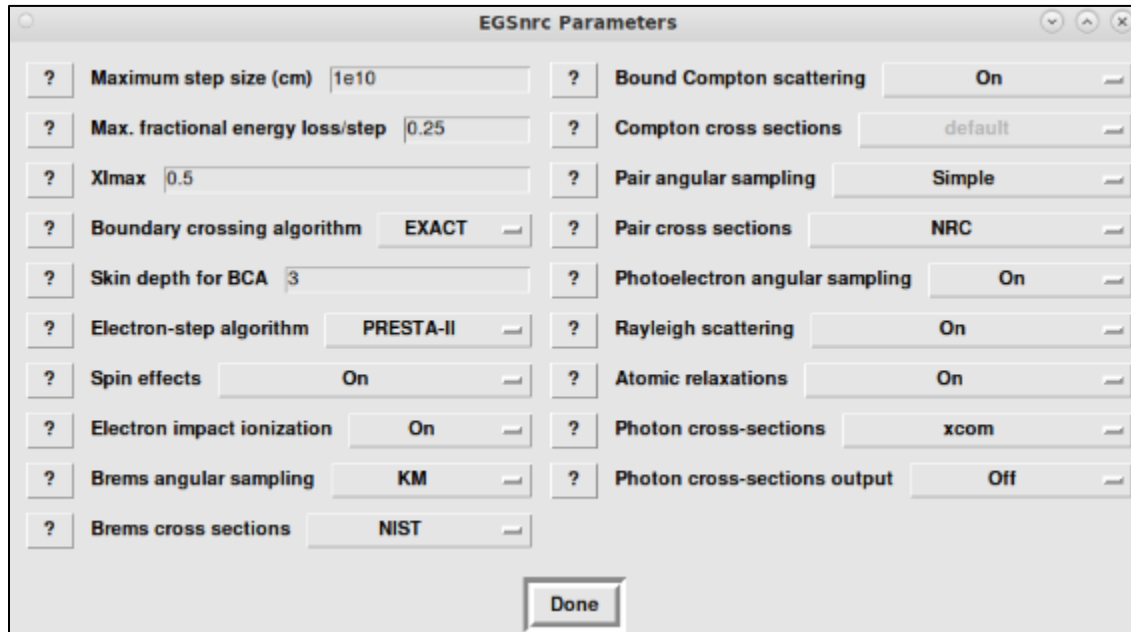 EGSnrc Parameters
? Maximum step size (cm) 1e10
? Max. fractional energy loss/step 0.25
? XImax 0.5
? Boundary crossing algorithm EXACT
? Skin depth for BCA 3
? Electron-step algorithm PRESTA-II
? Spin effects On
? Electron impact ionization On
? Brems angular sampling KM
? Brems cross sections NIST
? Bound Compton scattering On
? Compton cross sections default
? Pair angular sampling Simple
? Pair cross sections NRC
? Photoelectron angular sampling On
? Rayleigh scattering On
? Atomic relaxations On
? Photon cross-sections xcom
? Photon cross-sections output Off
Done